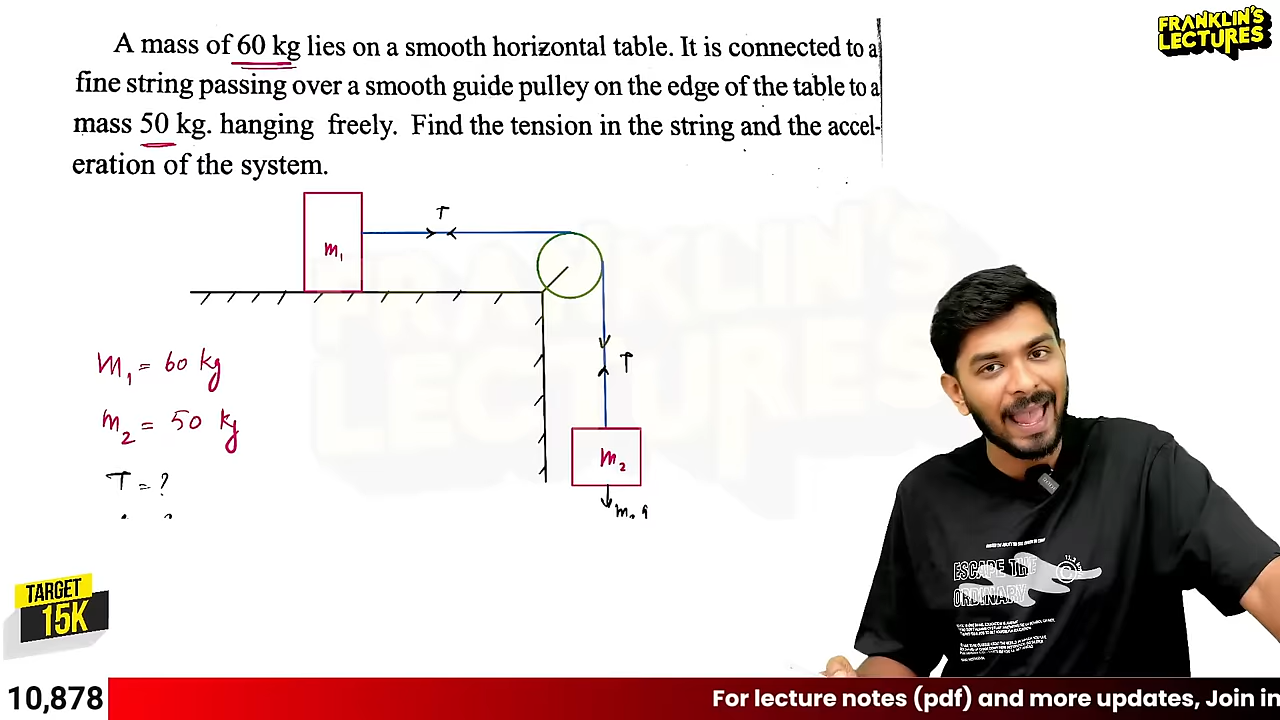 A mass of 60 kg lies on a smooth horizontal table. It is connected to a
fine string passing over a smooth guide pulley on the edge of the table to a
mass 50 kg. hanging freely. Find the tension in the string and the accel-
eration of the system.
FRANKLIN'S
LECTURES
T
m₁
T
m₂
m₂g
m₁ = 60 kg
m₂ = 50 kg
T = ?
FRANKLIN'S
LECTURES
ESCAPE THE
ORDINARY
TARGET
15K
10,878
For lecture notes (pdf) and more updates, Join in